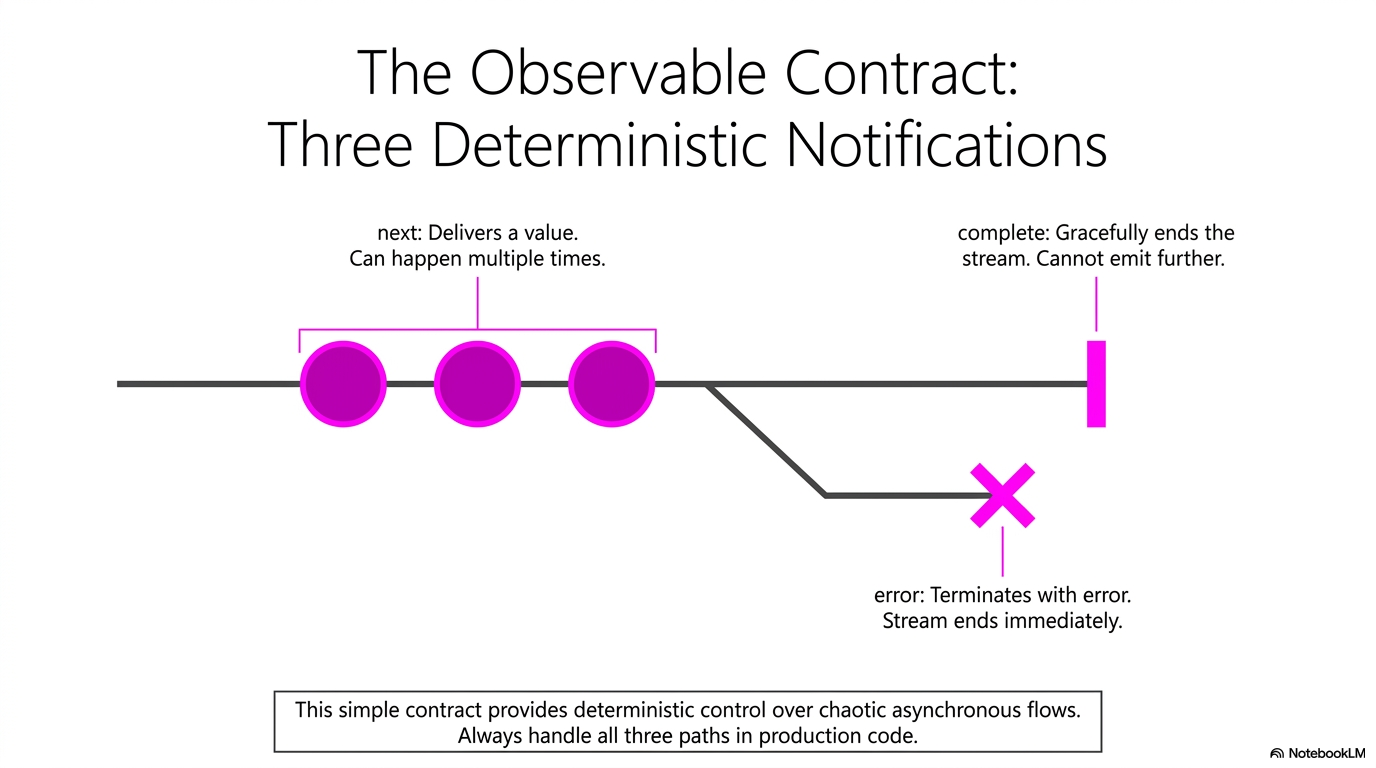 The Observable Contract:
Three Deterministic Notifications
next: Delivers a value.
Can happen multiple times.
complete: Gracefully ends the
stream. Cannot emit further.
error: Terminates with error.
Stream ends immediately.
This simple contract provides deterministic control over chaotic asynchronous flows.
Always handle all three paths in production code.
NotebookLM